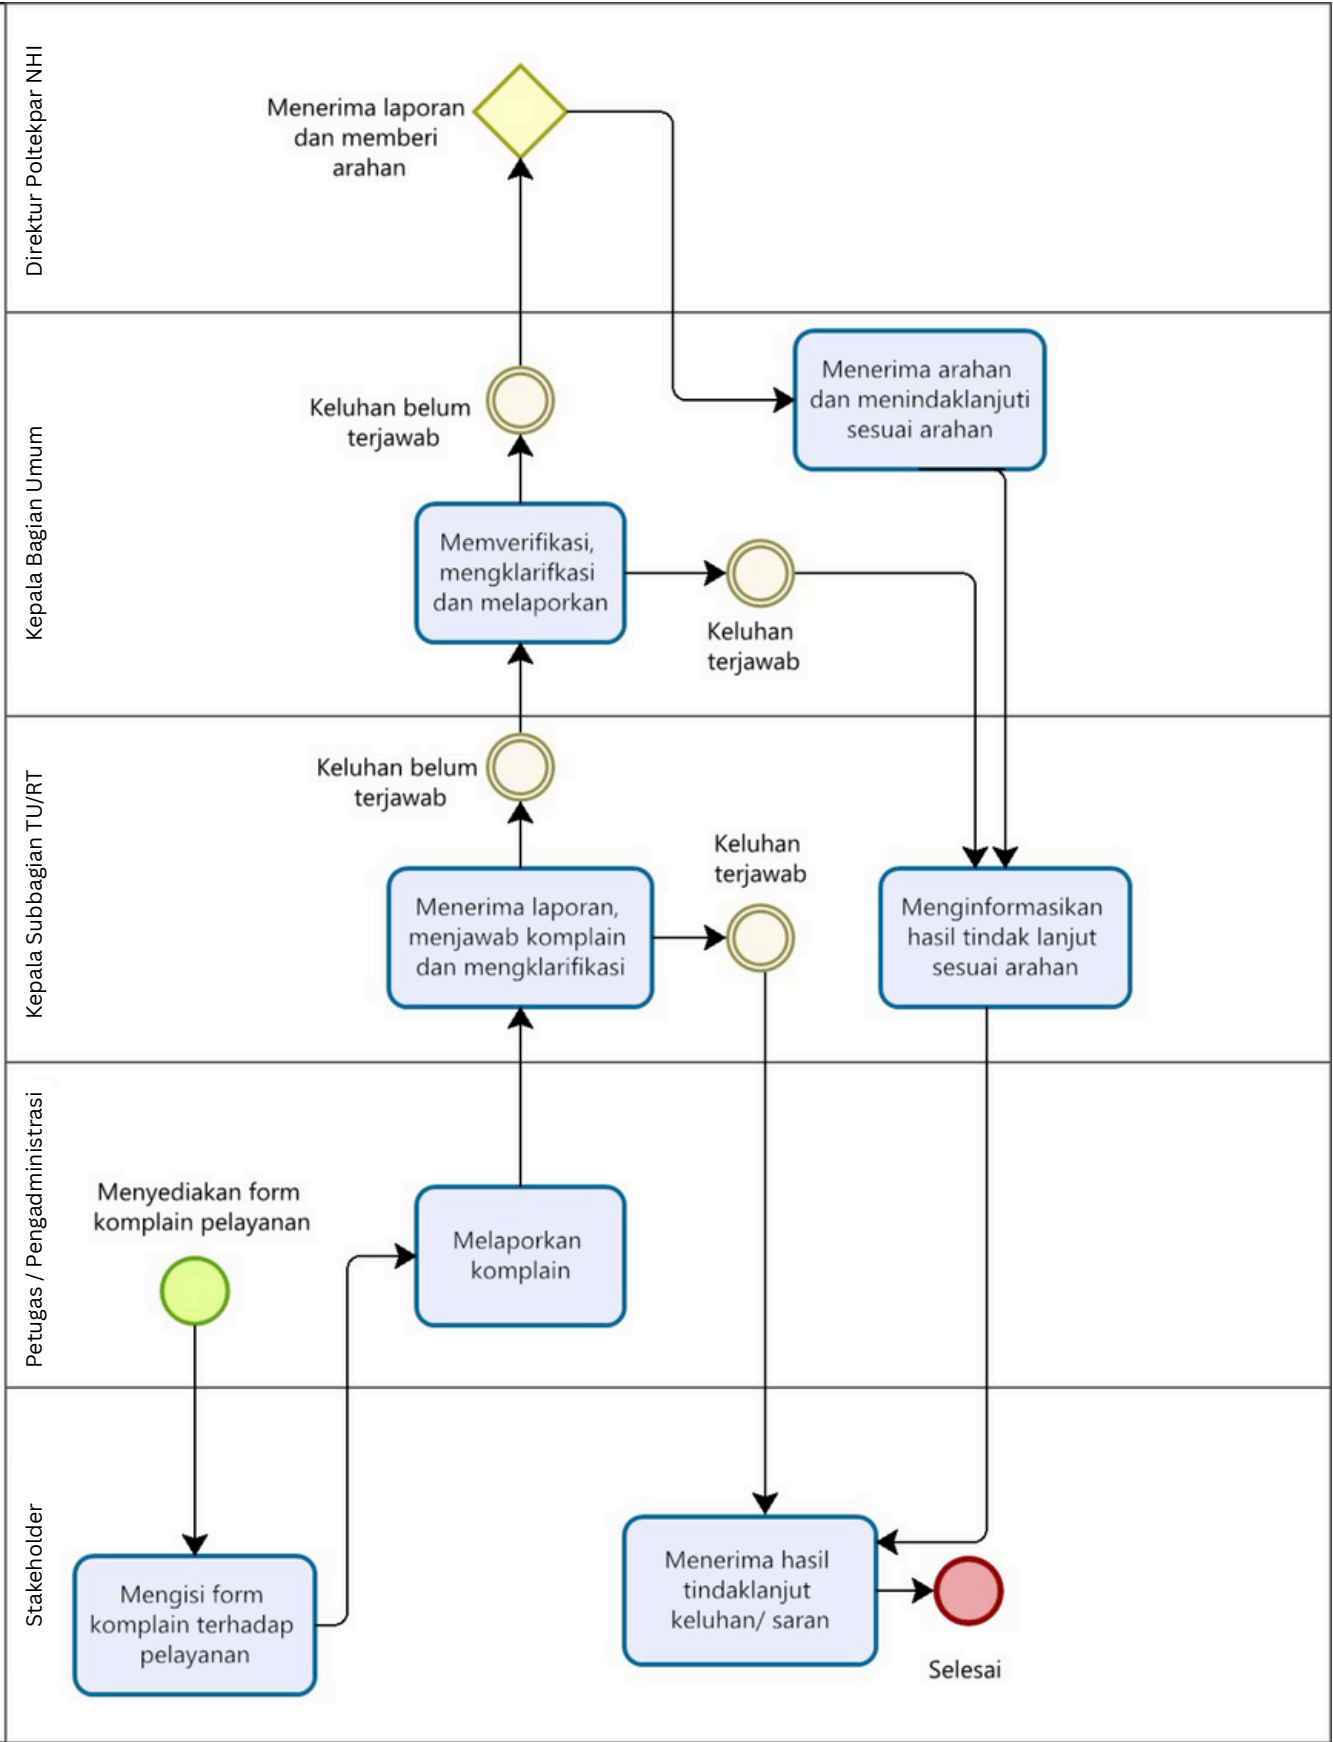 Direktur Poltekpar NHI
Menerima laporan
dan memberi
arahan
Kepala Bagian Umum
Menerima arahan
dan menindaklanjuti
sesuai arahan
Keluhan belum
terjawab
Memverifikasi,
mengklarifkasi
dan melaporkan
Keluhan
terjawab
Kepala Subbagian TU/RT
Keluhan belum
terjawab
Keluhan
terjawab
Menerima laporan,
menjawab komplain
dan mengklarifikasi
Menginformasikan
hasil tindak lanjut
sesuai arahan
Petugas / Pengadministrasi
Menyediakan form
komplain pelayanan
Melaporkan
komplain
Stakeholder
Mengisi form
komplain terhadap
pelayanan
Menerima hasil
tindaklanjut
keluhan/ saran
Selesai